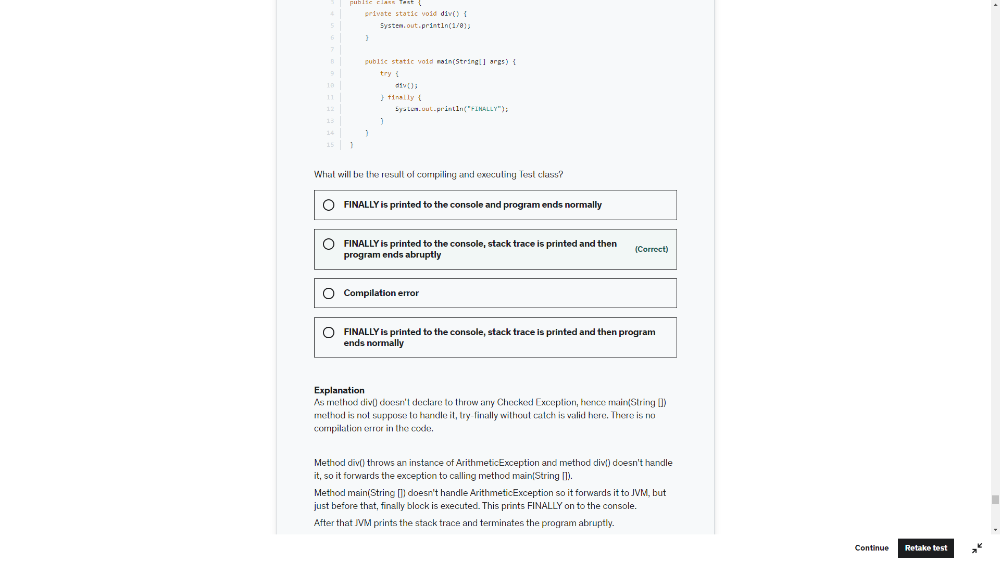 3 public class Test {
4 private static void div() {
5 System.out.println(1/0);
6 }
7
8 public static void main(String[] args) {
9 try {
10 div();
11 } finally {
12 System.out.println("FINALLY");
13 }
14 }
15 }
What will be the result of compiling and executing Test class?
FINALLY is printed to the console and program ends normally
FINALLY is printed to the console, stack trace is printed and then
program ends abruptly
(Correct)
Compilation error
FINALLY is printed to the console, stack trace is printed and then program
ends normally
Explanation
As method div() doesn't declare to throw any Checked Exception, hence main(String [])
method is not suppose to handle it, try-finally without catch is valid here. There is no
compilation error in the code.
Method div() throws an instance of ArithmeticException and method div() doesn't handle
it, so it forwards the exception to calling method main(String []).
Method main(String []) doesn't handle ArithmeticException so it forwards it to JVM, but
just before that, finally block is executed. This prints FINALLY on to the console.
After that JVM prints the stack trace and terminates the program abruptly.
Continue
Retake test